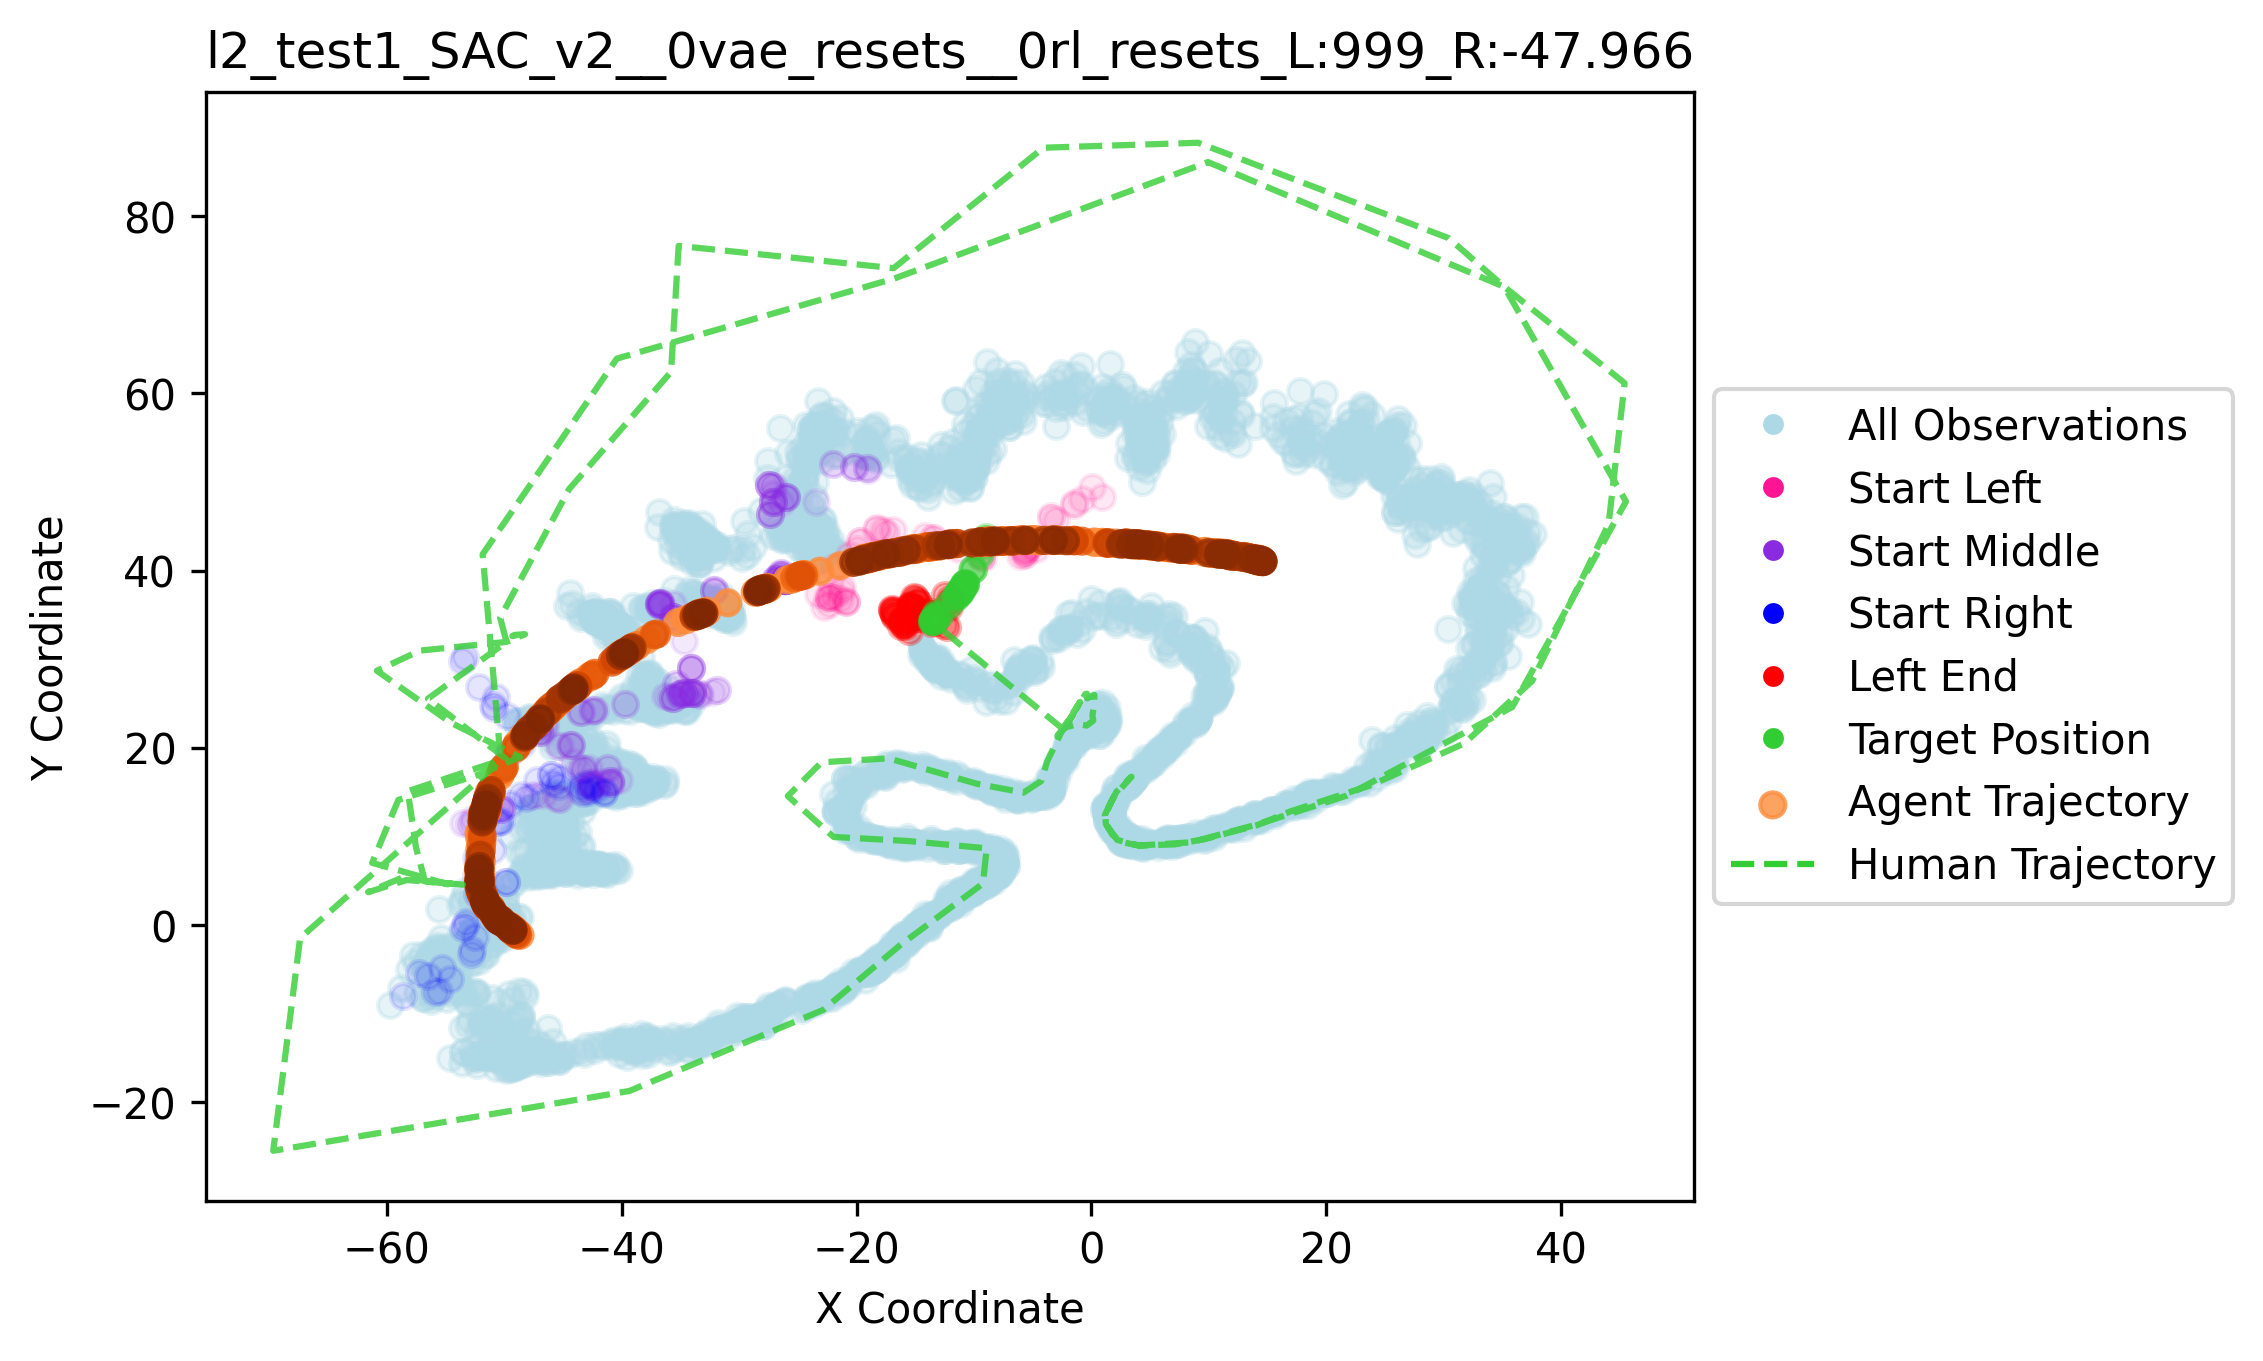 l2_test1_SAC_v2__0vae_resets__0rl_resets_L:999_R:-47.966
Y Coordinate
80
60
40
20
0
−20
−60
−40
−20
0
20
40
X Coordinate
All Observations
Start Left
Start Middle
Start Right
Left End
Target Position
Agent Trajectory
Human Trajectory